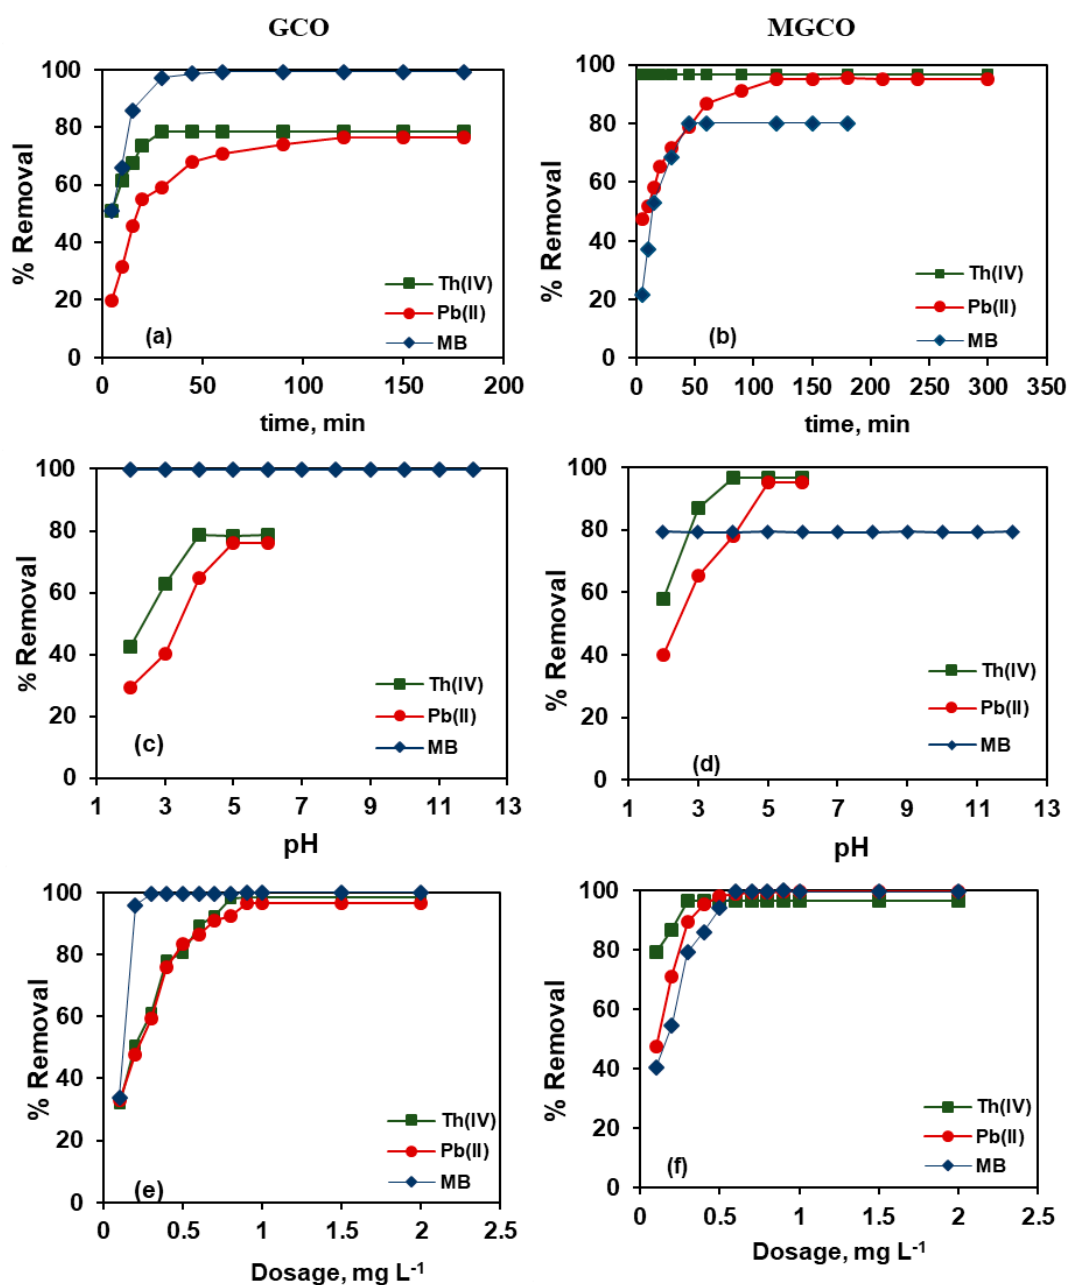 GCO
MGCO
100
80
60
40
20
0
% Removal
Th(IV)
Pb(II)
MB
(a)
0 50 100 150 200
time, min
100
80
60
40
20
0
% Removal
Th(IV)
Pb(II)
MB
(b)
0 50 100 150 200 250 300 350
time, min
100
80
60
40
20
0
% Removal
Th(IV)
Pb(II)
MB
(c)
1 3 5 7 9 11 13
pH
100
80
60
40
20
0
% Removal
Th(IV)
Pb(II)
MB
(d)
1 3 5 7 9 11 13
pH
100
80
60
40
20
0
% Removal
Th(IV)
Pb(II)
MB
(e)
0 0.5 1 1.5 2 2.5
Dosage, mg L⁻¹
100
80
60
40
20
0
% Removal
Th(IV)
Pb(II)
MB
(f)
0 0.5 1 1.5 2 2.5
Dosage, mg L⁻¹